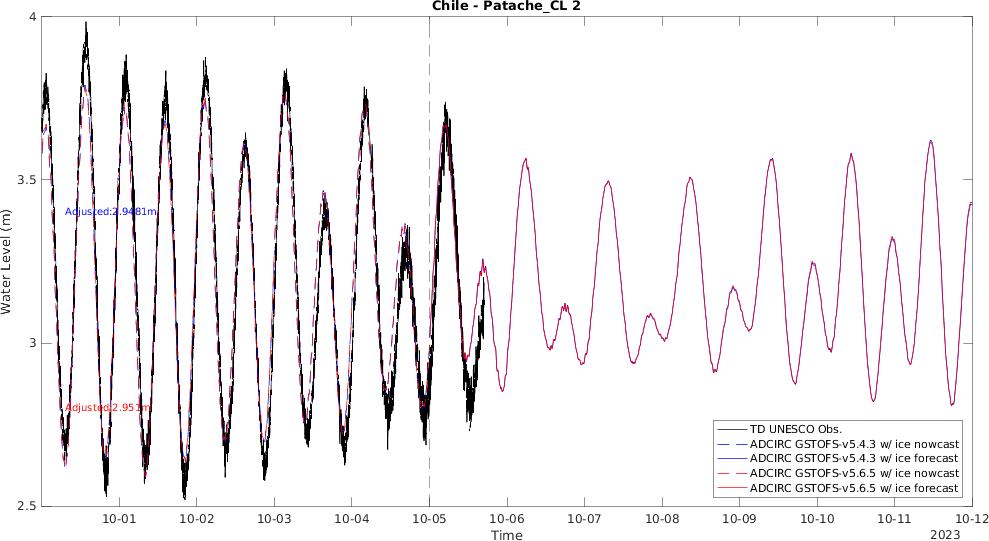 Chile - Patache_CL 2
4
3.5
3
2.5
Water Level (m)
Adjusted:2.9481m
Adjusted:2.951m
TD UNESCO Obs.
ADCIRC GSTOFS-v5.4.3 w/ ice nowcast
ADCIRC GSTOFS-v5.4.3 w/ ice forecast
ADCIRC GSTOFS-v5.6.5 w/ ice nowcast
ADCIRC GSTOFS-v5.6.5 w/ ice forecast
10-01 10-02 10-03 10-04 10-05 10-06 10-07 10-08 10-09 10-10 10-11 10-12
Time
2023